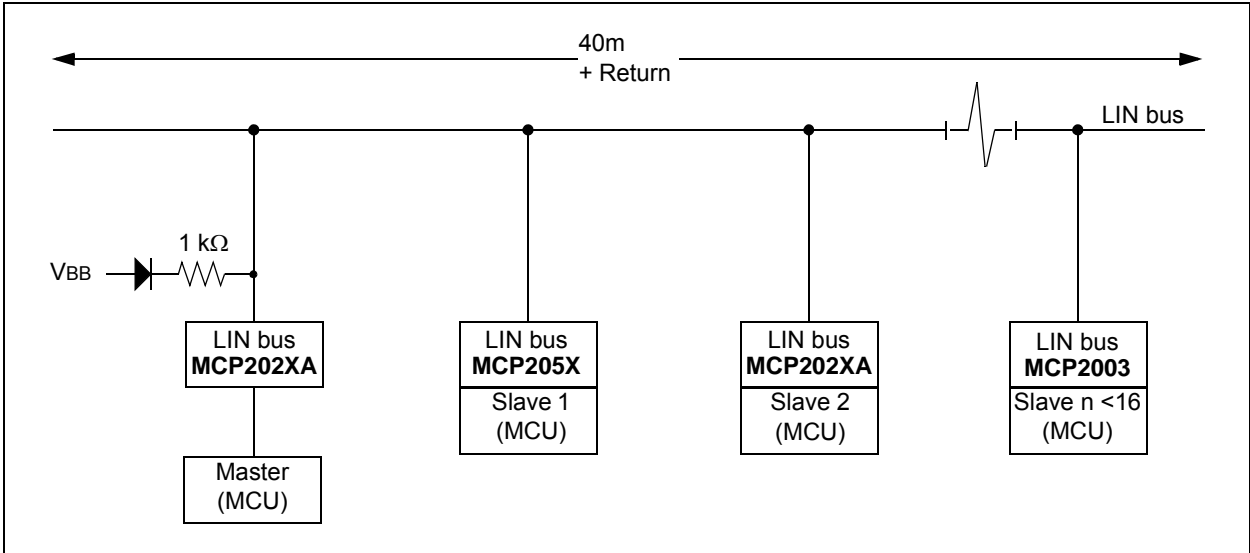 40m
+ Return
LIN bus
1 kΩ
VBB
LIN bus
MCP202XA
Master
(MCU)
LIN bus
MCP205X
Slave 1
(MCU)
LIN bus
MCP202XA
Slave 2
(MCU)
LIN bus
MCP2003
Slave n <16
(MCU)